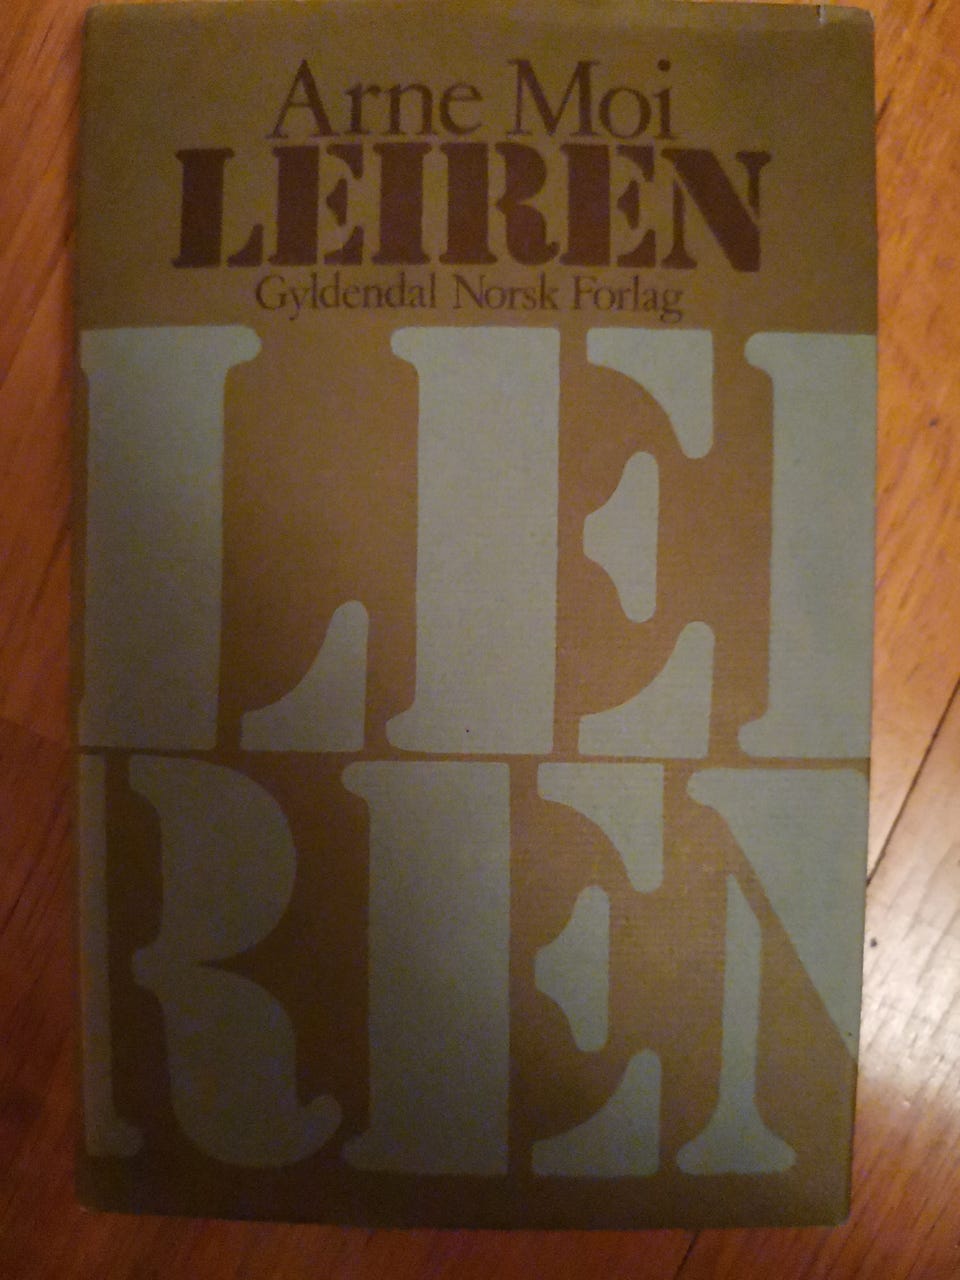 Arne Moi
LEIREN
Gyldendal Norsk Forlag
LEI
REN